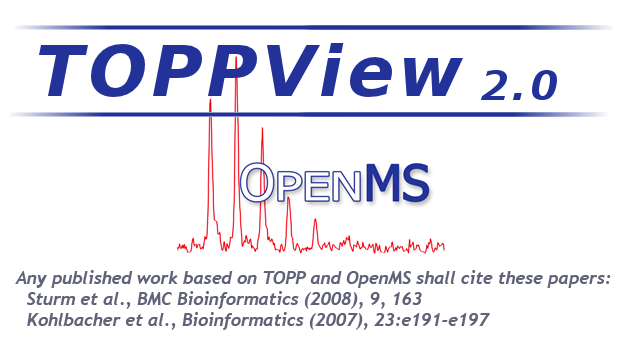 TOPPView 2.0
OPENMS
Any published work based on TOPP and OpenMS shall cite these papers:
Sturm et al., BMC Bioinformatics (2008), 9, 163
Kohlbacher et al., Bioinformatics (2007), 23:e191-e197